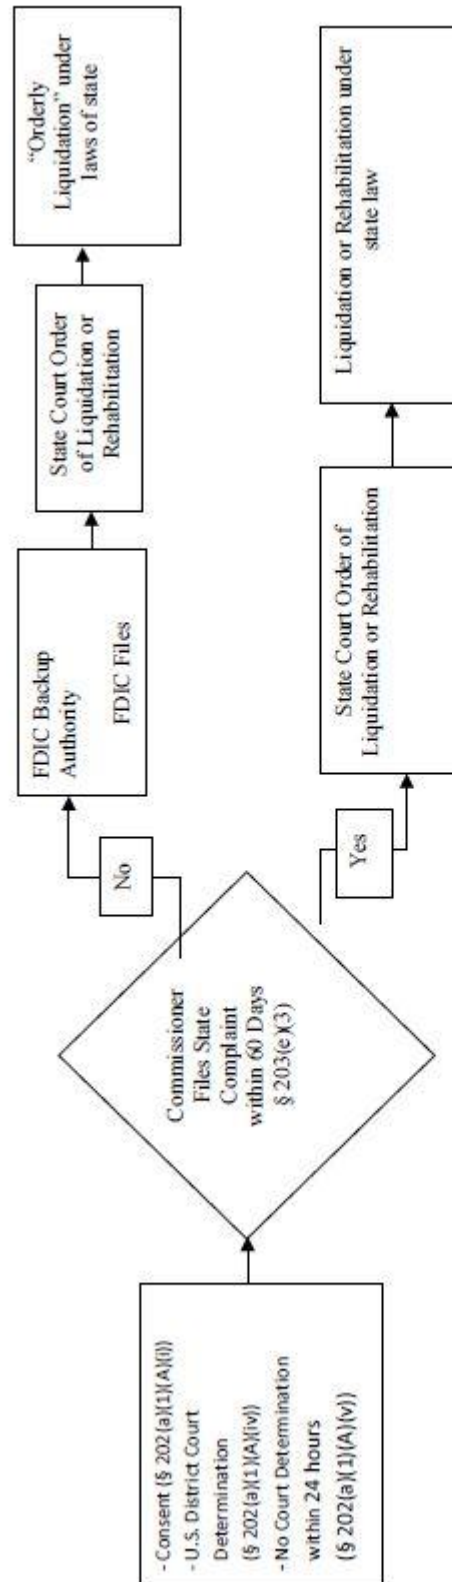 - Consent (§ 202(a)(1)(A)(i))
- U.S. District Court
Determination
(§ 202(a)(1)(A)(iv))
- No Court Determination
within 24 hours
(§ 202(a)(1)(A)(v))
Commissioner
Files State
Complaint
within 60 Days
§ 203(e)(3)
No
FDIC Backup
Authority
FDIC Files
State Court Order
of Liquidation or
Rehabilitation
“Orderly
Liquidation” under
laws of state
Yes
State Court Order of
Liquidation or Rehabilitation
Liquidation or Rehabilitation under
state law